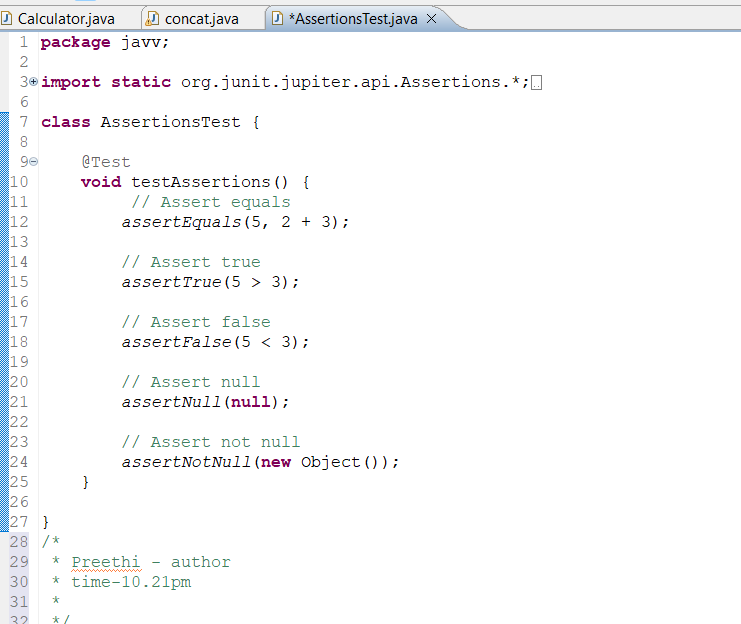 Calculator.java concat.java *AssertionsTest.java
1 package javv;
2
3 import static org.junit.jupiter.api.Assertions.*;
6
7 class AssertionsTest {
8
9 @Test
10 void testAssertions() {
11 // Assert equals
12 assertEquals(5, 2 + 3);
13
14 // Assert true
15 assertTrue(5 > 3);
16
17 // Assert false
18 assertFalse(5 < 3);
19
20 // Assert null
21 assertNull(null);
22
23 // Assert not null
24 assertNotNull(new Object());
25 }
26
27 }
28 /*
29 * Preethi - author
30 * time-10.21pm
31 *
32 */